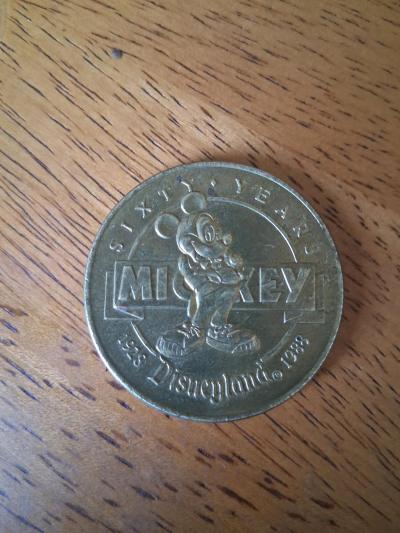 SIXTY YEARS
MICKEY
1928 Disneyland® 1988